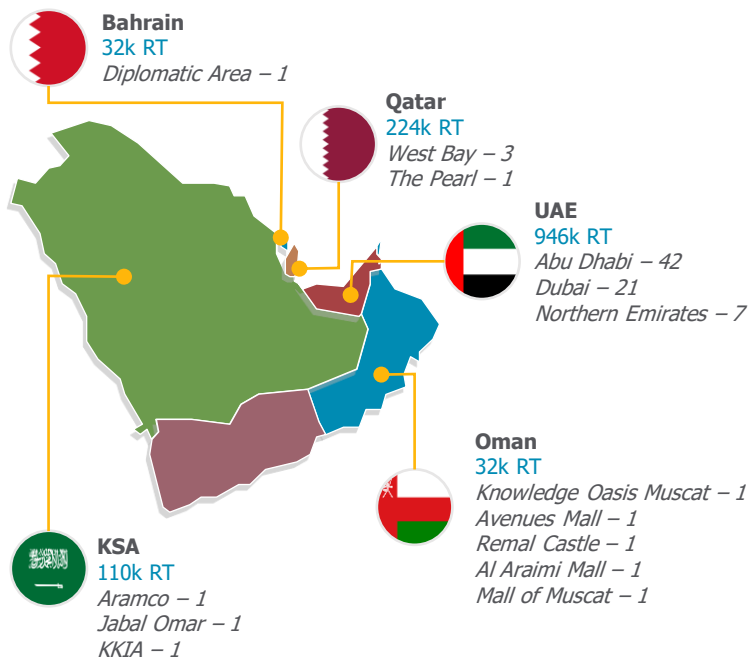 Bahrain
32k RT
Diplomatic Area – 1
Qatar
224k RT
West Bay – 3
The Pearl – 1
UAE
946k RT
Abu Dhabi – 42
Dubai – 21
Northern Emirates – 7
Oman
32k RT
Knowledge Oasis Muscat – 1
Avenues Mall – 1
Remal Castle – 1
Al Araimi Mall – 1
Mall of Muscat – 1
KSA
110k RT
Aramco – 1
Jabal Omar – 1
KKIA – 1